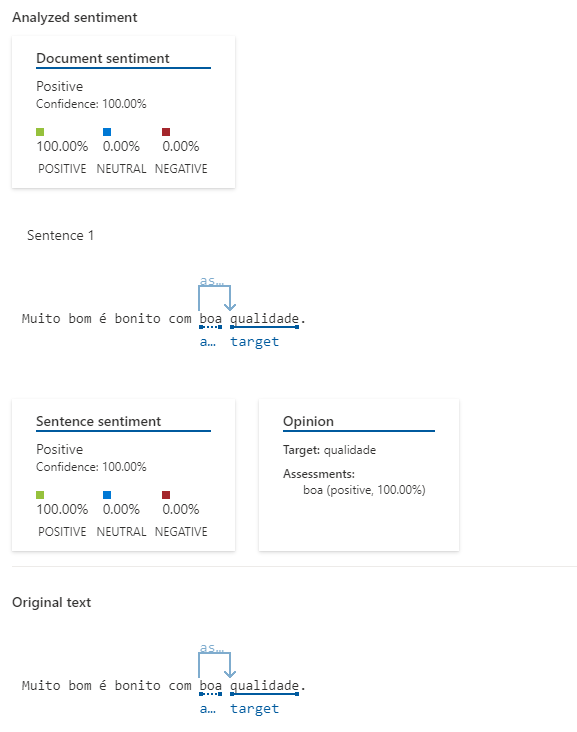 Analyzed sentiment
Document sentiment
Positive
Confidence: 100.00%
100.00% 0.00% 0.00%
POSITIVE NEUTRAL NEGATIVE
Sentence 1
as…
Muito bom é bonito com boa qualidade.
a… target
Sentence sentiment
Positive
Confidence: 100.00%
100.00% 0.00% 0.00%
POSITIVE NEUTRAL NEGATIVE
Opinion
Target: qualidade
Assessments:
boa (positive, 100.00%)
Original text
as…
Muito bom é bonito com boa qualidade.
a… target